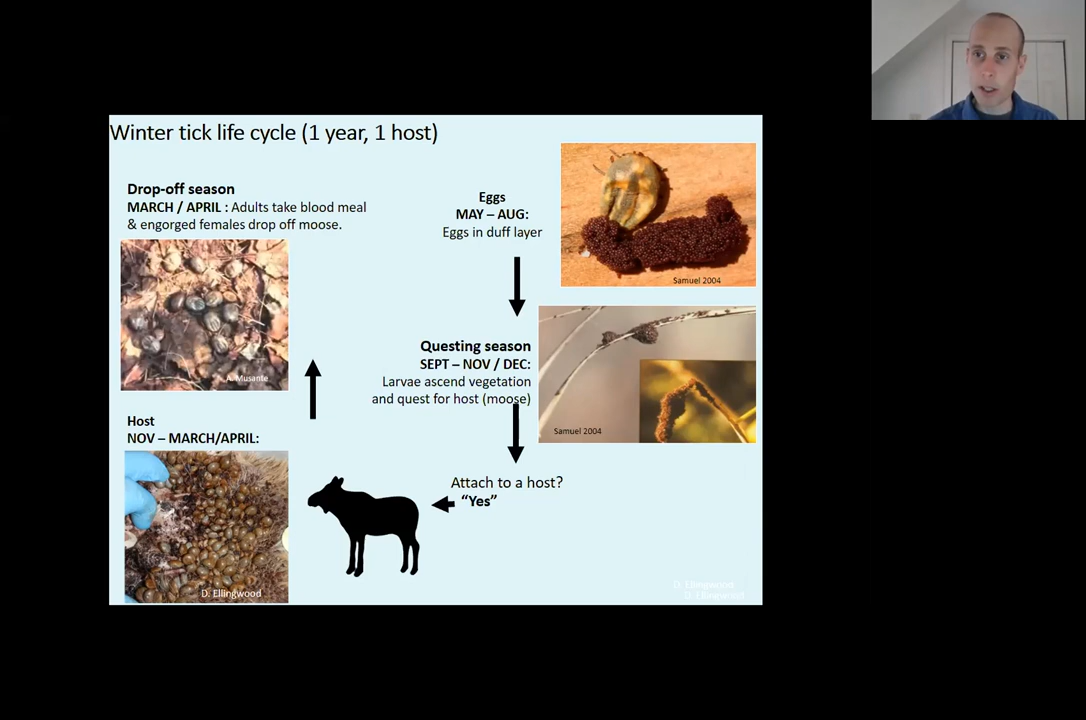 Winter tick life cycle (1 year, 1 host)
Drop-off season
MARCH / APRIL : Adults take blood meal
& engorged females drop off moose.
A. Musante
Host
NOV – MARCH/APRIL:
D. Ellingwood
Eggs
MAY – AUG:
Eggs in duff layer
Samuel 2004
Questing season
SEPT – NOV / DEC:
Larvae ascend vegetation
and quest for host (moose)
Samuel 2004
Attach to a host?
“Yes”
D. Ellingwood
D. Ellingwood